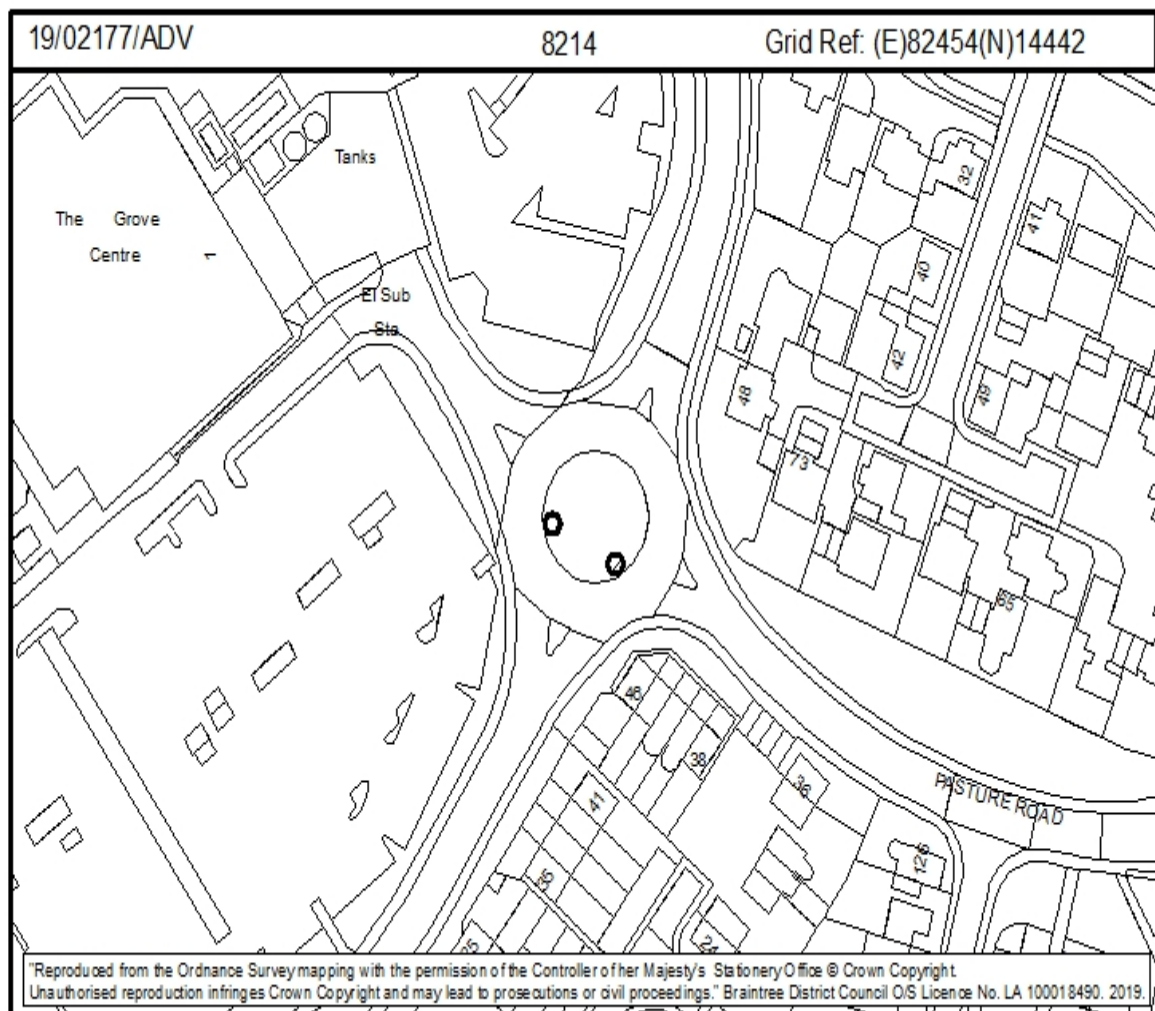 19/02177/ADV
8214
Grid Ref: (E)82454(N)14442
Tanks
The Grove
Centre
1
El Sub
Sta
32
41
40
42
48
49
73
65
46
38
41
36
PASTURE ROAD
126
35
25
24
"Reproduced from the Ordnance Survey mapping with the permission of the Controller of her Majesty's Stationery Office © Crown Copyright.
Unauthorised reproduction infringes Crown Copyright and may lead to prosecutions or civil proceedings." Braintree District Council O/S Licence No. LA 100018490. 2019.